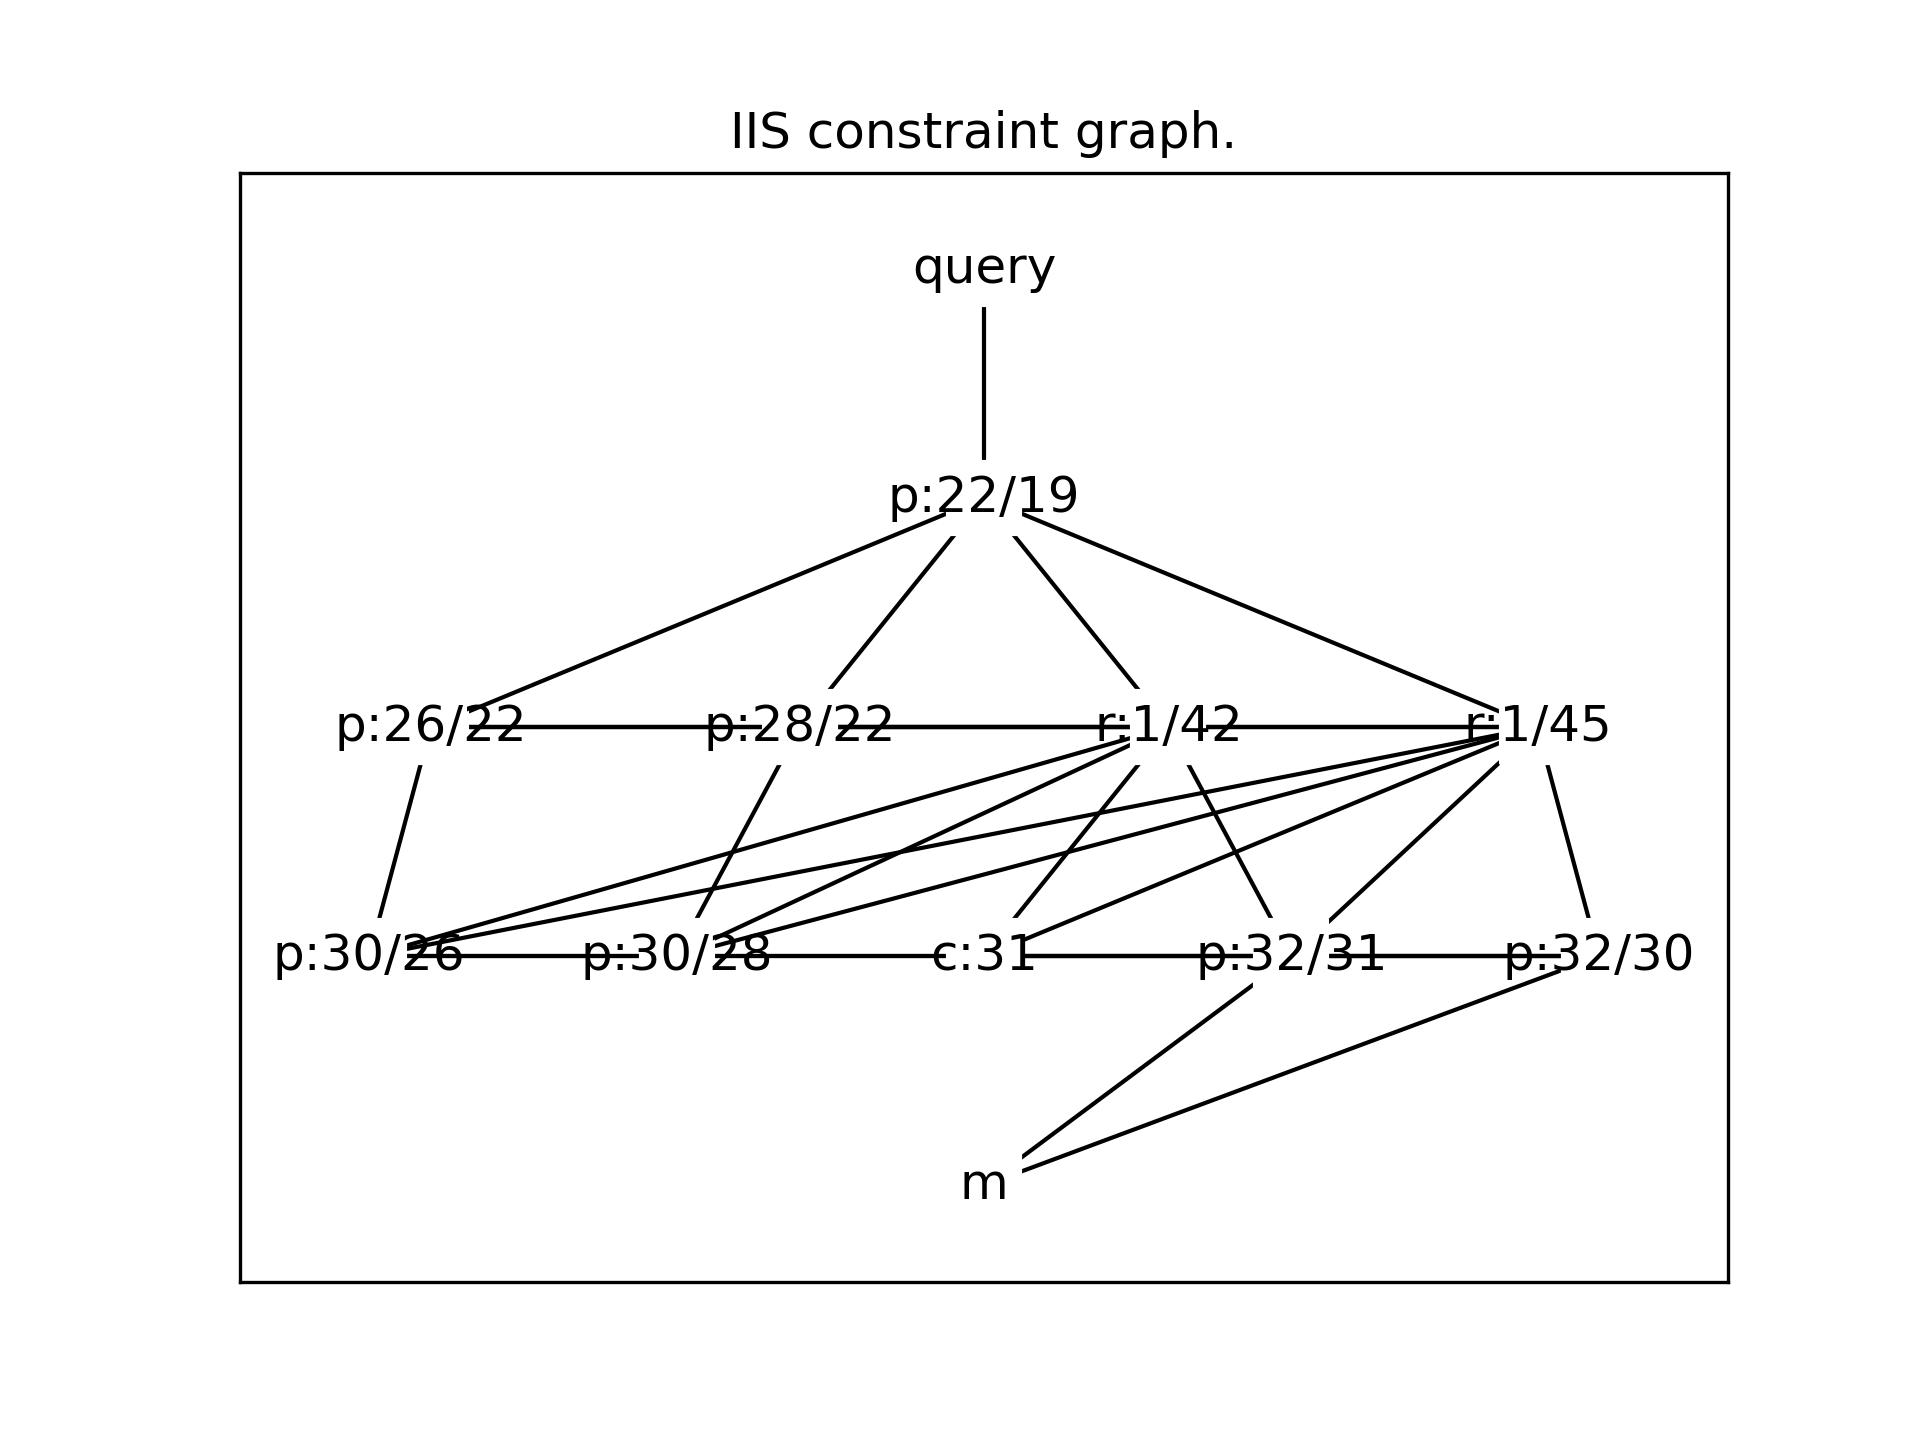 IIS constraint graph.
query
p:22/19
p:26/22 p:28/22 r:1/42 r:1/45
p:30/26 p:30/28 c:31 p:32/31 p:32/30
m